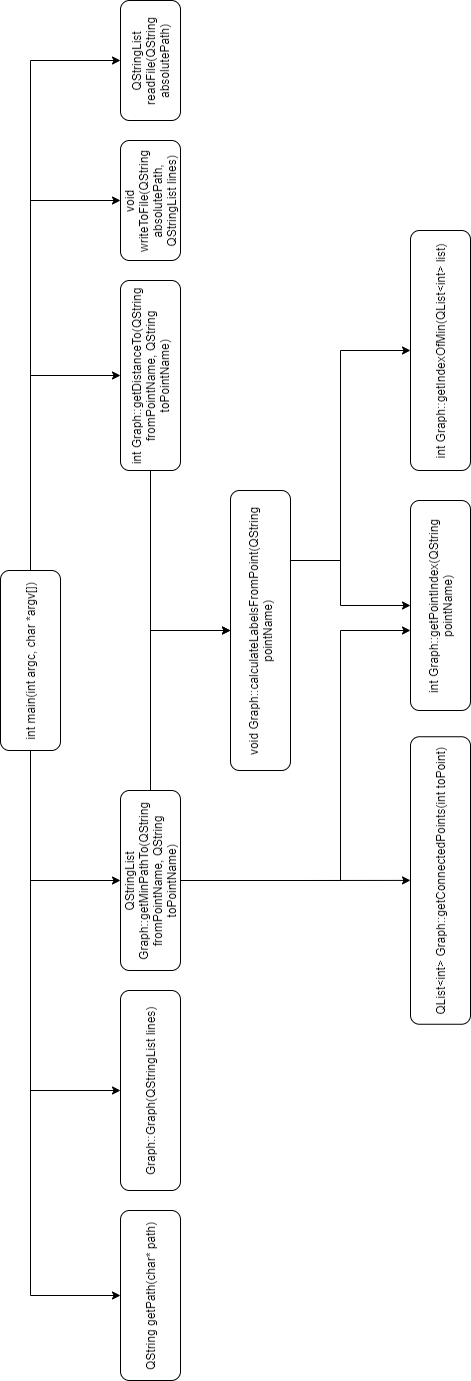 int main(int argc, char *argv[])
QString getPath(char* path)
Graph::Graph(QStringList lines)
QStringList
Graph::getMinPathTo(QString
fromPointName, QString
toPointName)
int Graph::getDistanceTo(QString
fromPointName, QString
toPointName)
void
writeToFile(QString
absolutePath,
QStringList lines)
QStringList
readFile(QString
absolutePath)
void Graph::calculateLabelsFromPoint(QString
pointName)
QList<int> Graph::getConnectedPoints(int toPoint)
int Graph::getPointIndex(QString
pointName)
int Graph::getIndexOfMin(QList<int> list)